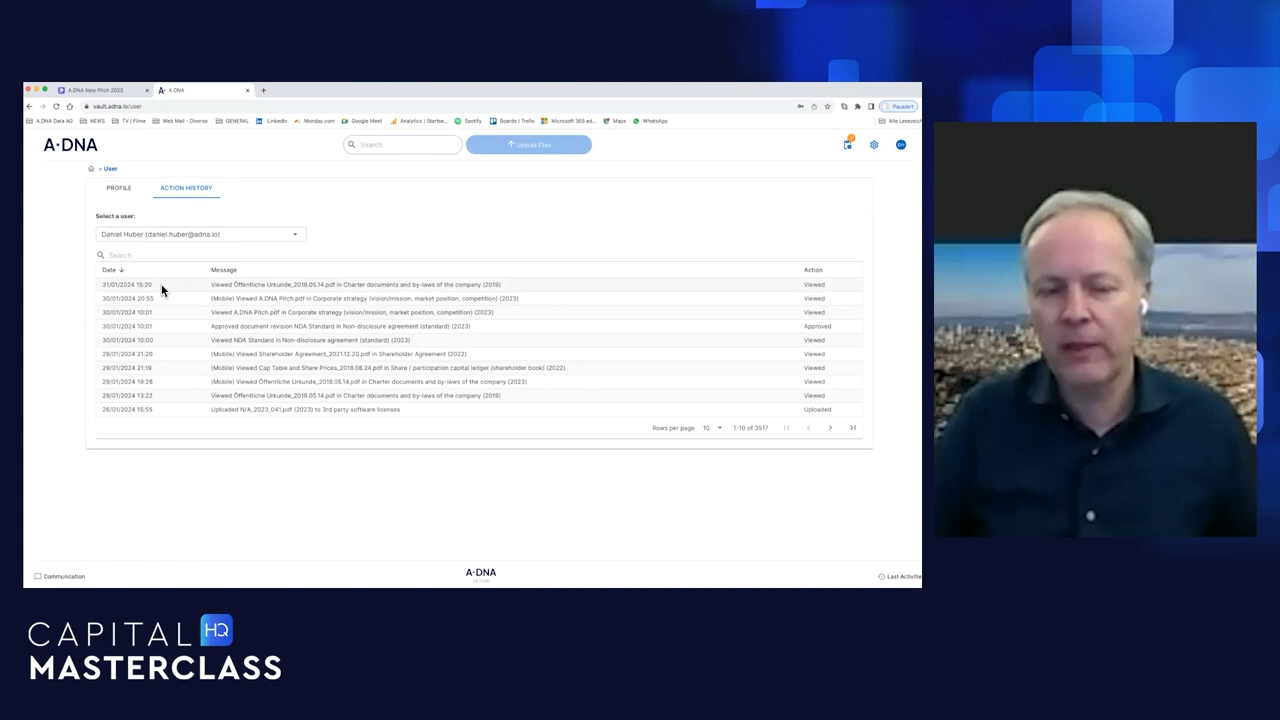 A.DNA New Pitch 2023
A.DNA
vault.adna.io/user
Pausiert
A.DNA Data AG NEWS TV / Filme Web Mail - Diverse GENERAL LinkedIn Monday.com Google Meet Analytics | Startse... Spotify Boards | Trello Microsoft 365 ad... Maps WhatsApp Alle Lesezeich
A·DNA
Search
Upload Files
DH
> User
PROFILE ACTION HISTORY
Select a user:
Daniel Huber (daniel.huber@adna.io)
Search
Date Message Action
31/01/2024 15:20 Viewed Öffentliche Urkunde_2018.05.14.pdf in Charter documents and by-laws of the company (2019) Viewed
30/01/2024 20:55 (Mobile) Viewed A.DNA Pitch.pdf in Corporate strategy (vision/mission, market position, competition) (2023) Viewed
30/01/2024 10:01 Viewed A.DNA Pitch.pdf in Corporate strategy (vision/mission, market position, competition) (2023) Viewed
30/01/2024 10:01 Approved document revision NDA Standard in Non-disclosure agreement (standard) (2023) Approved
30/01/2024 10:00 Viewed NDA Standard in Non-disclosure agreement (standard) (2023) Viewed
29/01/2024 21:20 (Mobile) Viewed Shareholder Agreement_2021.12.20.pdf in Shareholder Agreement (2022) Viewed
29/01/2024 21:19 (Mobile) Viewed Cap Table and Share Prices_2018.08.24.pdf in Share / participation capital ledger (shareholder book) (2022) Viewed
29/01/2024 19:28 (Mobile) Viewed Öffentliche Urkunde_2018.05.14.pdf in Charter documents and by-laws of the company (2023) Viewed
29/01/2024 13:22 Viewed Öffentliche Urkunde_2018.05.14.pdf in Charter documents and by-laws of the company (2019) Viewed
26/01/2024 15:55 Uploaded N/A_2023_041.pdf (2023) to 3rd party software licenses Uploaded
Rows per page 10 1-10 of 3517
Communication
A·DNA
Last Activitie
CAPITAL HQ
MASTERCLASS